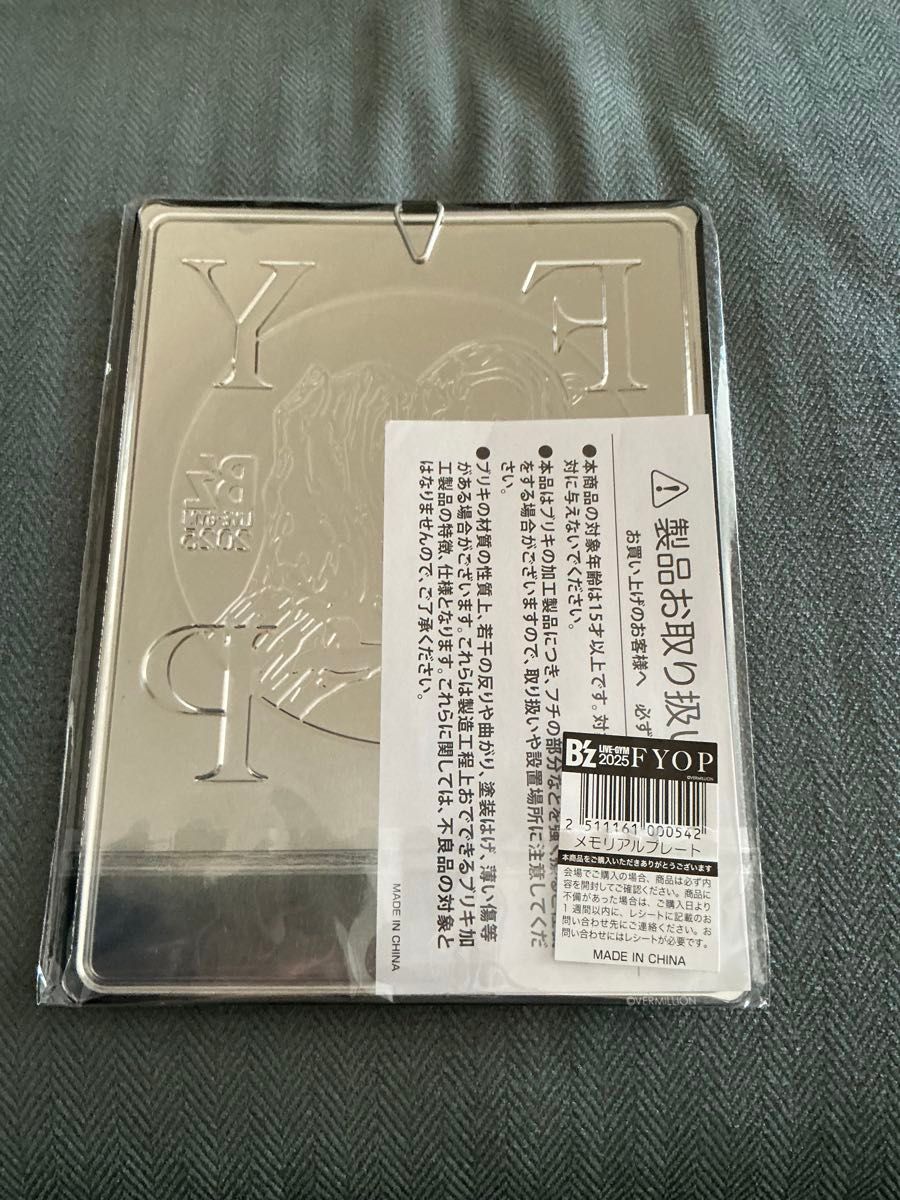 Y F
B'z
LIVE-GYM
2025
P
製品お取り扱い
お買い上げのお客様へ 必ず
●本商品の対象年齢は15才以上です。対
対に与えないでください。
●本品はブリキの加工製品につき、フチの部分などを強く
をする場合がございますので、取り扱いや設置場所に注意してくだ
さい。
●ブリキの材質の性質上、若干の反りや曲がり、塗装はげ、薄い傷等
がある場合がございます。これらは製造工程上おでできるブリキ加
工製品の特徴、仕様となります。これらに関しては、不良品の対象と
はなりませんので、ご了承ください。
MADE IN CHINA
B'z LIVE-GYM 2025 FYOP
©VERMILLION
2 511161 000542
メモリアルプレート
本商品をご購入いただきありがとうございます
会場でご購入の場合、商品は必ず内
容を開封してご確認ください。商品に
不備があった場合は、ご購入日より
1週間以内に、レシートに記載のお
問い合わせ先にご連絡ください。お
問い合わせにはレシートが必要です。
MADE IN CHINA
©VERMILLION